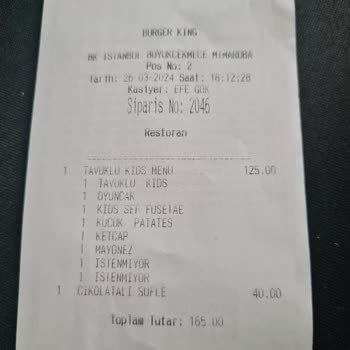 BURGER KING
BK ISTANBUL BUYUKCEKMECE MIMAROBA
Pos No: 2
Tarih: 26-03-2024 Saat: 16:12:28
Kasiyer: EFE GOK
Siparis No: 2046
Restoran
1 TAVUKLU KIDS MENU 125.00
1 TAVUKLU KIDS
1 OYUNCAK
1 KIDS SEF FUSETAE
1 KUCUK PATATES
1 KETCAP
1 MAYONEZ
1 ISTENMIYOR
1 ISTENMIYOR
1 CIKOLATALI SUFLE 40.00
Toplam Tutar: 165.00